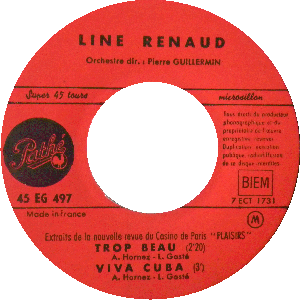 LINE RENAUD
Orchestre dir. : Pierre GUILLERMIN
Super 45 tours
microsillon
Tous droits du producteur
phonographique et du
propriétaire de l'œuvre
enregistrée réservés
Duplication exécution
publique radiodiffusion
de ce disque interdites
Pathé
45 EG 497
Made in France
BIEM
7 ECT 1731
M
Extraits de la nouvelle revue du Casino de Paris "PLAISIRS"
TROP BEAU (2'20)
A. Hornez - L. Gasté
VIVA CUBA (3')
A. Hornez - L. Gasté